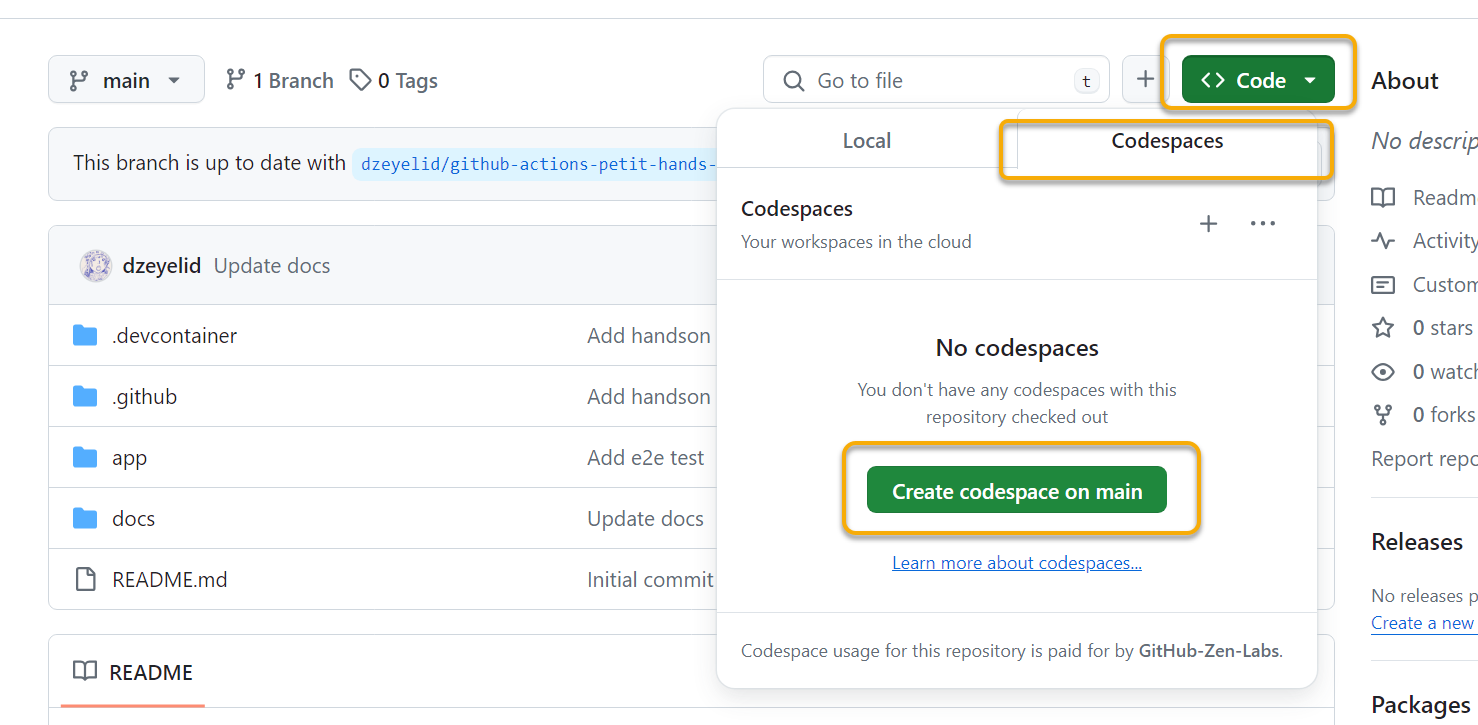 main
1 Branch
0 Tags
Go to file
t
Code
About
This branch is up to date with dzeyelid/github-actions-petit-hands-
Local
Codespaces
No descrip
Codespaces
Your workspaces in the cloud
Readm
Activity
Custom
0 stars
0 watch
0 forks
Report repo
dzeyelid Update docs
.devcontainer
Add handson
.github
Add handson
app
Add e2e test
docs
Update docs
README.md
Initial commit
No codespaces
You don't have any codespaces with this
repository checked out
Create codespace on main
Learn more about codespaces...
Codespace usage for this repository is paid for by GitHub-Zen-Labs.
Releases
No releases p
Create a new
README
Packages